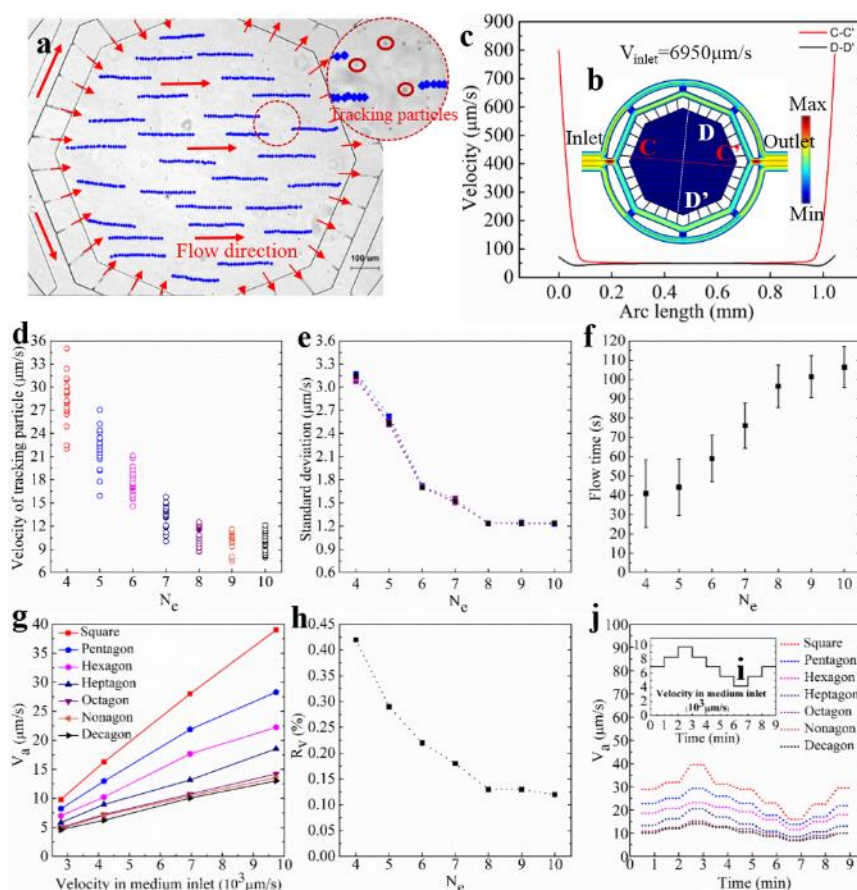 a
Tracking particles
Flow direction
100 um
c
Velocity (μm/s)
900
800
700
600
500
400
300
200
100
0
V inlet=6950μm/s
C-C'
D-D'
b
Inlet
Outlet
C
C'
D
D'
Max
Min
0.0 0.2 0.4 0.6 0.8 1.0
Arc length (mm)
d
Velocity of tracking particle (μm/s)
36
33
30
27
24
21
18
15
12
9
6
4 5 6 7 8 9 10
Ne
e
Standard deviation (μm/s)
3.6
3.3
3.0
2.7
2.4
2.1
1.8
1.5
1.2
0.9
0.6
4 5 6 7 8 9 10
Ne
f
Flow time (s)
120
110
100
90
80
70
60
50
40
30
20
10
0
4 5 6 7 8 9 10
Ne
g
Va (μm/s)
40
35
30
25
20
15
10
5
0
Square
Pentagon
Hexagon
Heptagon
Octagon
Nonagon
Decagon
3 4 5 6 7 8 9 10
Velocity in medium inlet (10³μm/s)
h
RV (%)
0.45
0.40
0.35
0.30
0.25
0.20
0.15
0.10
0.05
0.00
4 5 6 7 8 9 10
Ne
j
Va (μm/s)
100
90
80
70
60
50
40
30
20
10
0
i
10
8
6
4
2
0
Velocity in medium inlet
(10³μm/s)
0 1 2 3 4 5 6 7 8 9
Time (min)
Square
Pentagon
Hexagon
Heptagon
Octagon
Nonagon
Decagon
0 1 2 3 4 5 6 7 8 9
Time (min)